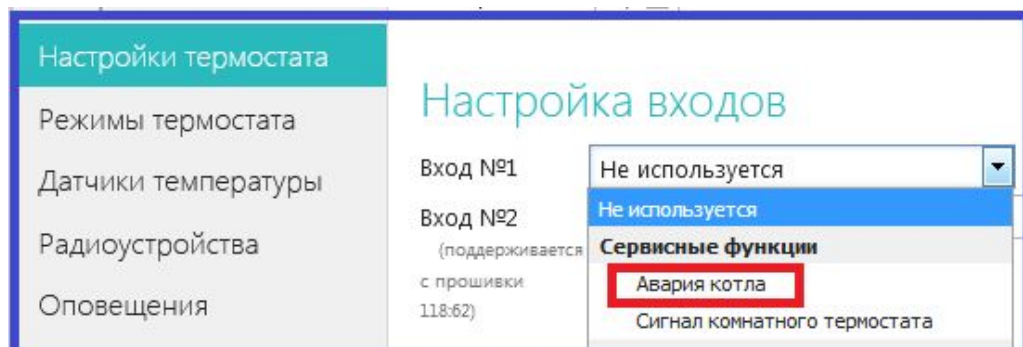 Настройки термостата
Режимы термостата
Датчики температуры
Радиоустройства
Оповещения
Настройка входов
Вход №1
Не используется
Вход №2
(поддерживается
с прошивки
118:62)
Не используется
Сервисные функции
Авария котла
Сигнал комнатного термостата